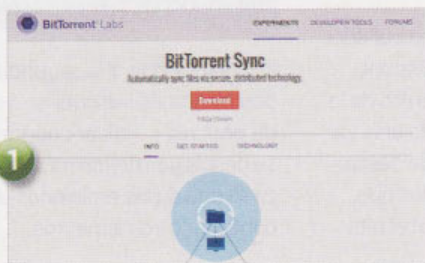 BitTorrent Labs
EXPERIMENTS DEVELOPER TOOLS FORUMS
BitTorrent Sync
Automatically sync files via secure, distributed technology.
Download
1
INFO GET STARTED TECHNOLOGY